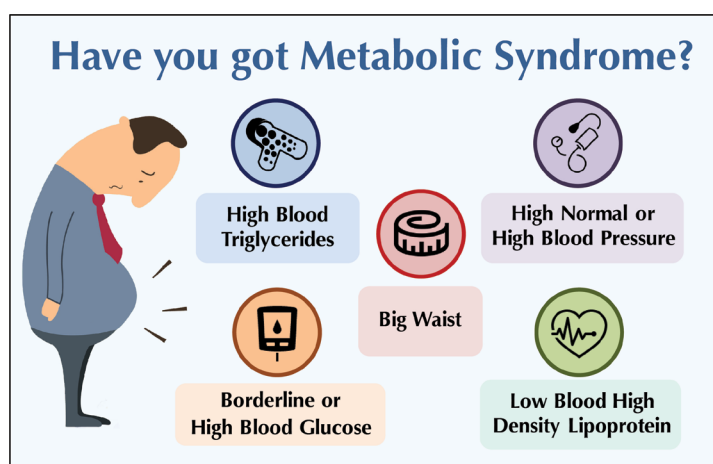 Have you got Metabolic Syndrome?
High Blood
Triglycerides
High Normal or
High Blood Pressure
Big Waist
Borderline or
High Blood Glucose
Low Blood High
Density Lipoprotein